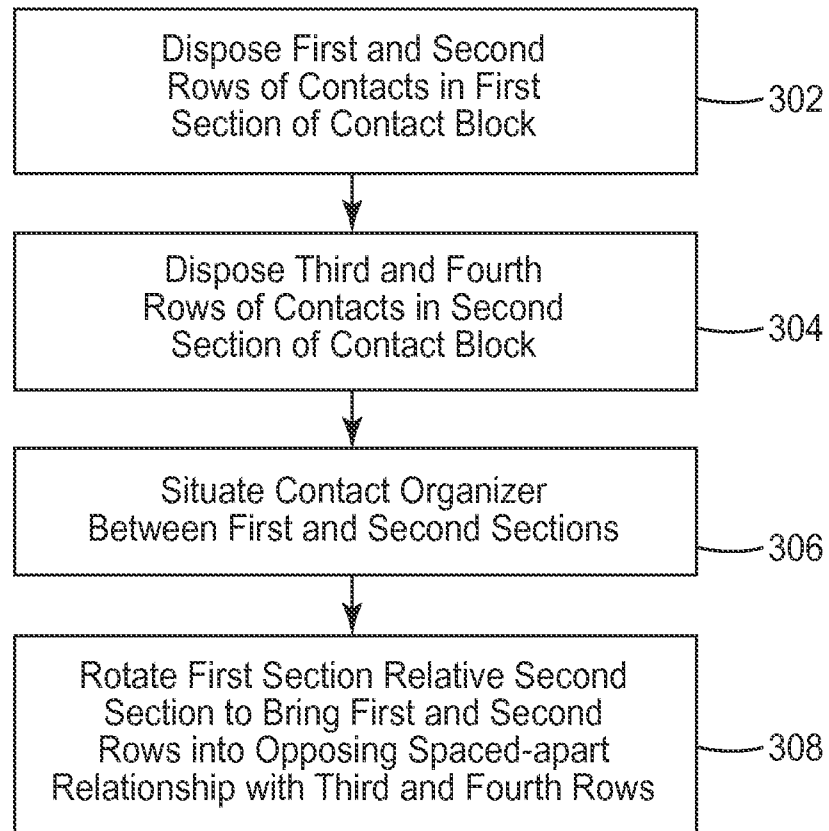 Dispose First and Second
Rows of Contacts in First
Section of Contact Block
302
Dispose Third and Fourth
Rows of Contacts in Second
Section of Contact Block
304
Situate Contact Organizer
Between First and Second Sections
306
Rotate First Section Relative Second
Section to Bring First and Second
Rows into Opposing Spaced-apart
Relationship with Third and Fourth Rows
308